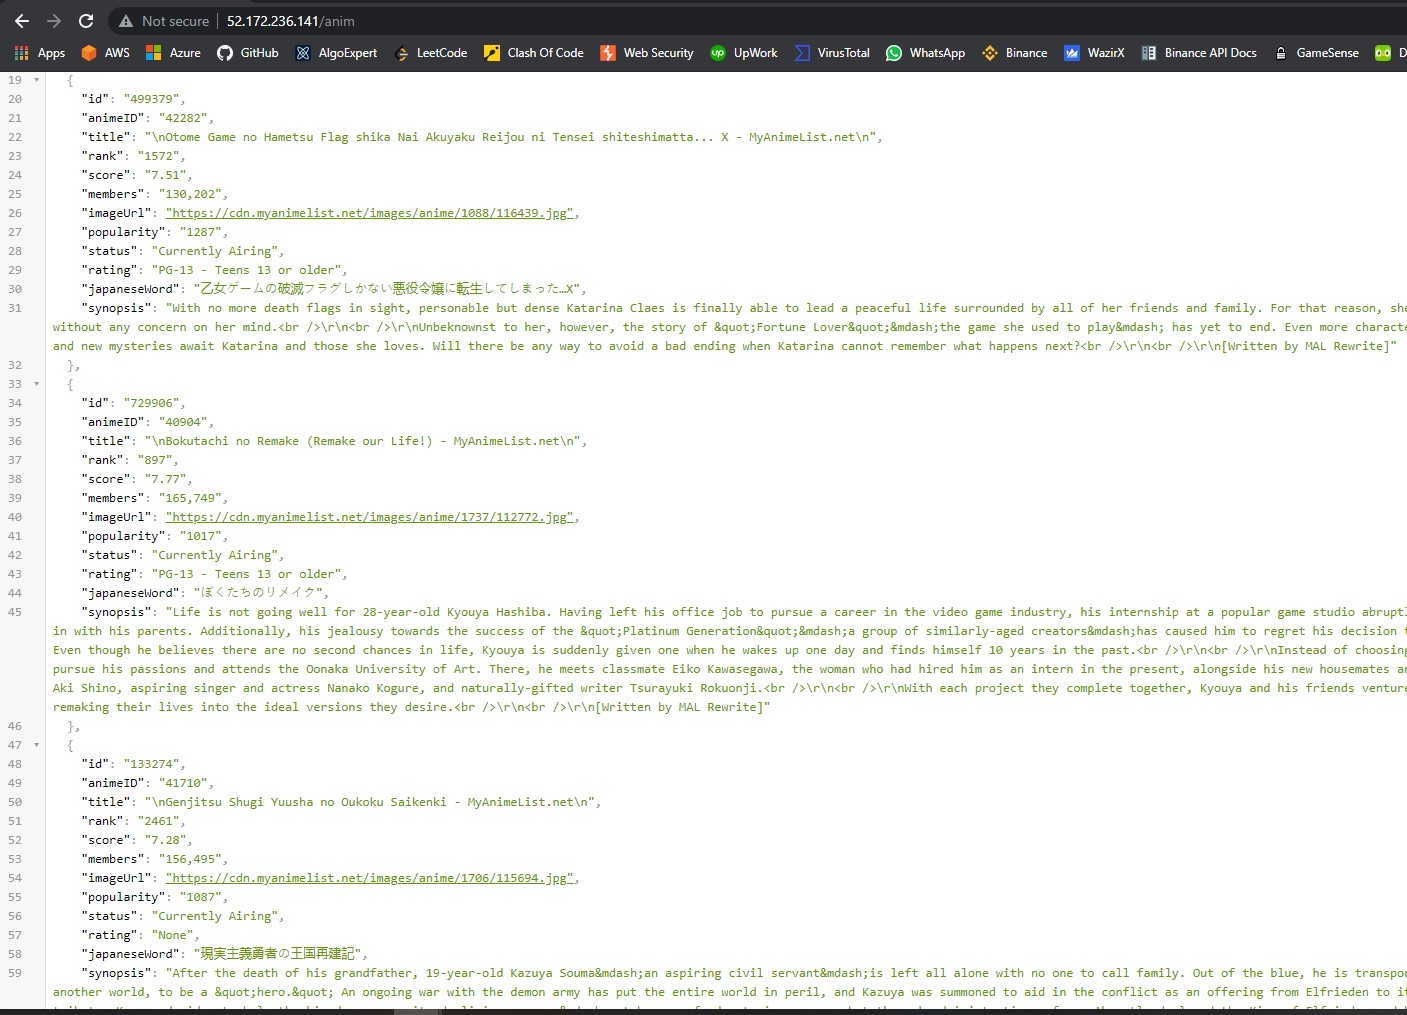 Not secure | 52.172.236.141/anim
Apps AWS Azure GitHub AlgoExpert LeetCode Clash Of Code Web Security UpWork VirusTotal WhatsApp Binance WazirX Binance API Docs GameSense D
19 {
20 "id": "499379",
21 "animeID": "42282",
22 "title": "\nOtome Game no Hametsu Flag shika Nai Akuyaku Reijou ni Tensei shiteshimatta... X - MyAnimeList.net\n",
23 "rank": "1572",
24 "score": "7.51",
25 "members": "130,202",
26 "imageUrl": "https://cdn.myanimelist.net/images/anime/1088/116439.jpg",
27 "popularity": "1287",
28 "status": "Currently Airing",
29 "rating": "PG-13 - Teens 13 or older",
30 "japaneseWord": "乙女ゲームの破滅フラグしかない悪役令嬢に転生してしまった…X",
31 "synopsis": "With no more death flags in sight, personable but dense Katarina Claes is finally able to lead a peaceful life surrounded by all of her friends and family. For that reason, she
without any concern on her mind.<br />\r\n<br />\r\nUnbeknownst to her, however, the story of &quot;Fortune Lover&quot;&mdash;the game she used to play&mdash; has yet to end. Even more characte
and new mysteries await Katarina and those she loves. Will there be any way to avoid a bad ending when Katarina cannot remember what happens next?<br />\r\n<br />\r\n[Written by MAL Rewrite]"
32 },
33 {
34 "id": "729906",
35 "animeID": "40904",
36 "title": "\nBokutachi no Remake (Remake our Life!) - MyAnimeList.net\n",
37 "rank": "897",
38 "score": "7.77",
39 "members": "165,749",
40 "imageUrl": "https://cdn.myanimelist.net/images/anime/1737/112772.jpg",
41 "popularity": "1017",
42 "status": "Currently Airing",
43 "rating": "PG-13 - Teens 13 or older",
44 "japaneseWord": "ぼくたちのリメイク",
45 "synopsis": "Life is not going well for 28-year-old Kyouya Hashiba. Having left his office job to pursue a career in the video game industry, his internship at a popular game studio abruptl
in with his parents. Additionally, his jealousy towards the success of the &quot;Platinum Generation&quot;&mdash;a group of similarly-aged creators&mdash;has caused him to regret his decision t
Even though he believes there are no second chances in life, Kyouya is suddenly given one when he wakes up one day and finds himself 10 years in the past.<br />\r\n<br />\r\nInstead of choosing
pursue his passions and attends the Oonaka University of Art. There, he meets classmate Eiko Kawasegawa, the woman who had hired him as an intern in the present, alongside his new housemates an
Aki Shino, aspiring singer and actress Nanako Kogure, and naturally-gifted writer Tsurayuki Rokuonji.<br />\r\n<br />\r\nWith each project they complete together, Kyouya and his friends venture
remaking their lives into the ideal versions they desire.<br />\r\n<br />\r\n[Written by MAL Rewrite]"
46 },
47 {
48 "id": "133274",
49 "animeID": "41710",
50 "title": "\nGenjitsu Shugi Yuusha no Oukoku Saikenki - MyAnimeList.net\n",
51 "rank": "2461",
52 "score": "7.28",
53 "members": "156,495",
54 "imageUrl": "https://cdn.myanimelist.net/images/anime/1706/115694.jpg",
55 "popularity": "1087",
56 "status": "Currently Airing",
57 "rating": "None",
58 "japaneseWord": "現実主義勇者の王国再建記",
59 "synopsis": "After the death of his grandfather, 19-year-old Kazuya Souma&mdash;an aspiring civil servant&mdash;is left all alone with no one to call family. Out of the blue, he is transpor
another world, to be a &quot;hero.&quot; An ongoing war with the demon army has put the entire world in peril, and Kazuya was summoned to aid in the conflict as an offering from Elfrieden to it